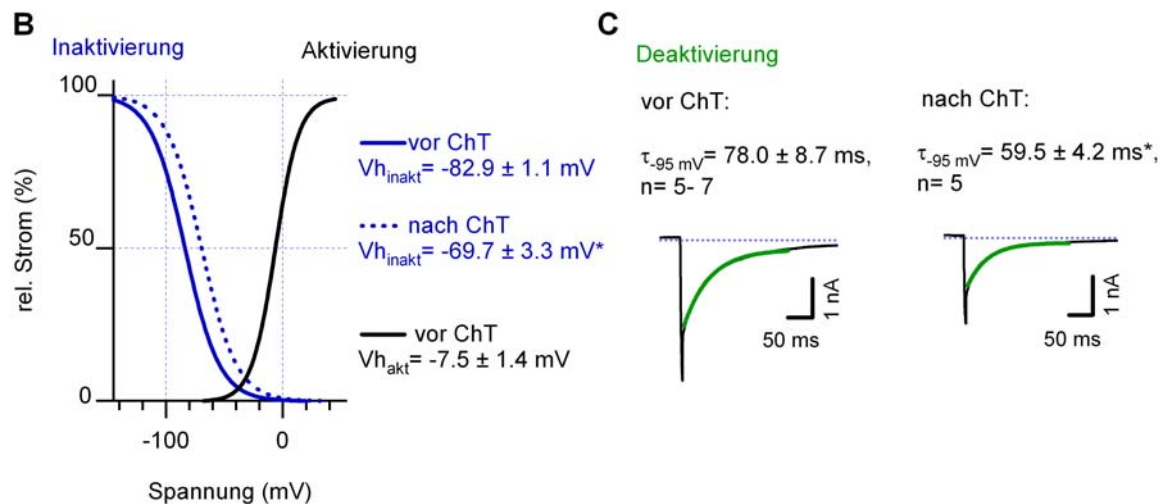 B
Inaktivierung
Aktivierung
100
50
0
rel. Strom (%)
-100
0
Spannung (mV)
vor ChT
Vhinakt= -82.9 ± 1.1 mV
nach ChT
Vhinakt= -69.7 ± 3.3 mV*
vor ChT
Vhakt= -7.5 ± 1.4 mV
C
Deaktivierung
vor ChT:
τ-95 mV= 78.0 ± 8.7 ms,
n= 5- 7
1 nA
50 ms
nach ChT:
τ-95 mV= 59.5 ± 4.2 ms*,
n= 5
1 nA
50 ms